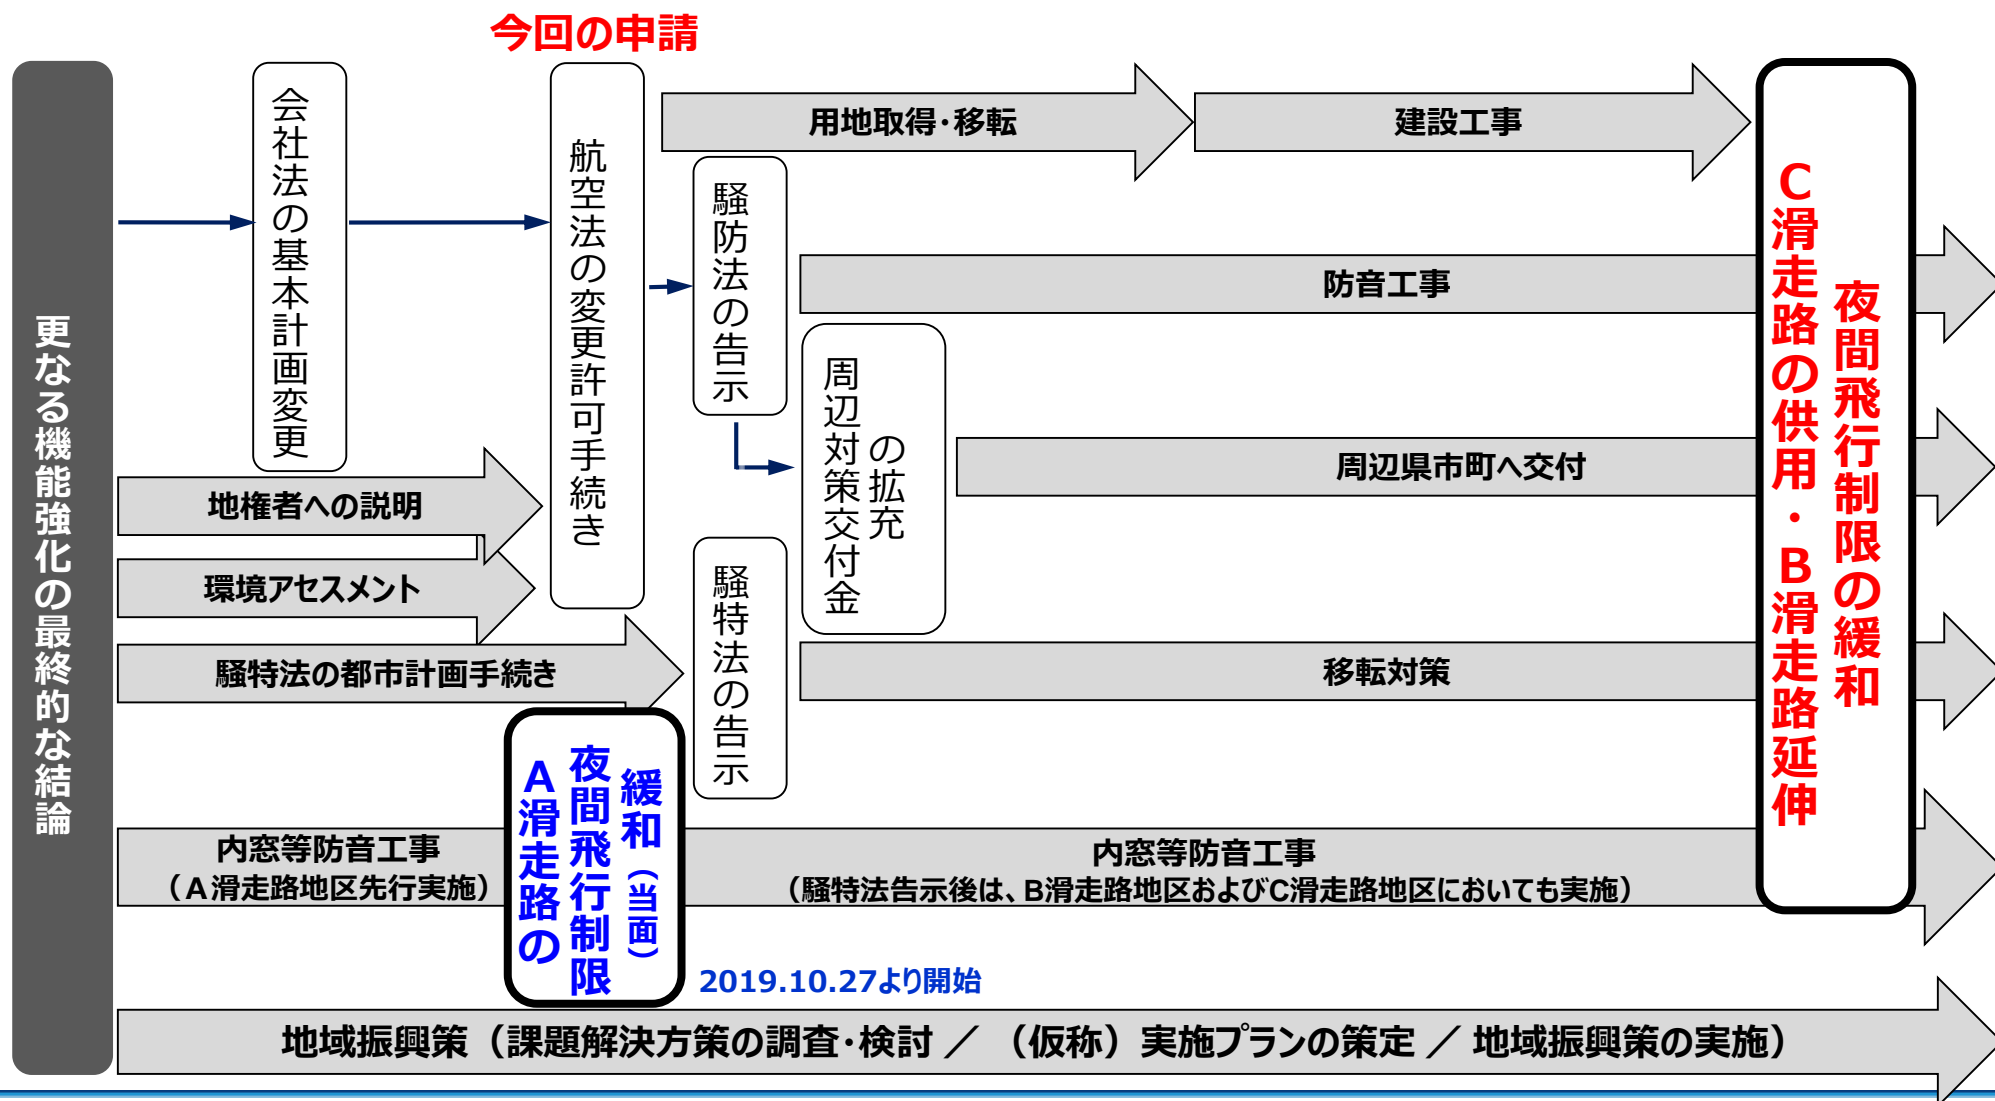 今回の申請
更なる機能強化の最終的な結論
会社法の基本計画変更
航空法の変更許可手続き
用地取得・移転
建設工事
騒防法の告示
防音工事
周辺対策交付金
の拡充
周辺県市町へ交付
地権者への説明
環境アセスメント
騒特法の都市計画手続き
騒特法の告示
移転対策
夜間飛行制限の緩和
C滑走路の供用・B滑走路延伸
A滑走路の
夜間飛行制限
緩和(当面)
2019.10.27より開始
内窓等防音工事
(A滑走路地区先行実施)
内窓等防音工事
(騒特法告示後は、B滑走路地区およびC滑走路地区においても実施)
地域振興策(課題解決方策の調査・検討 / (仮称)実施プランの策定 / 地域振興策の実施)